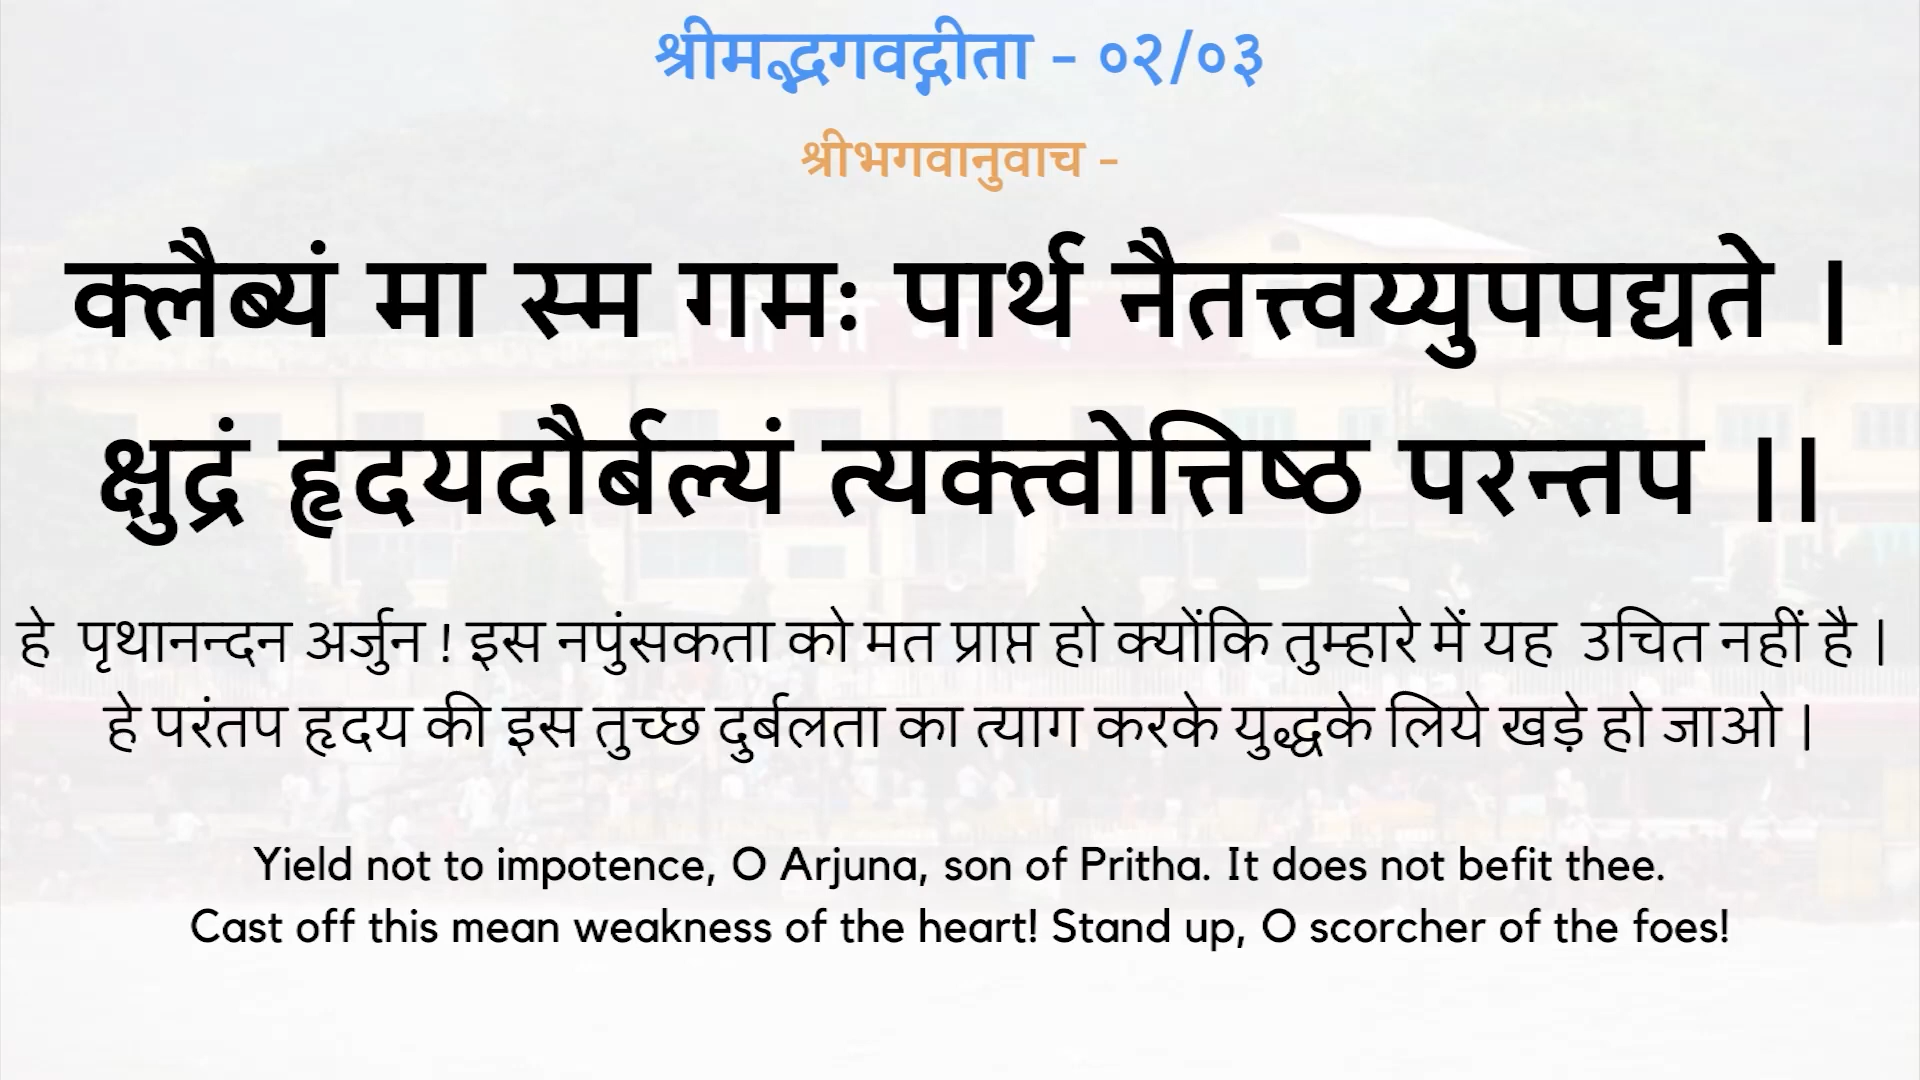 श्रीमद्भगवद्गीता - ०२/०३
श्रीभगवानुवाच -
क्लैब्यं मा स्म गमः पार्थ नैतत्त्वय्युपपद्यते ।
क्षुद्रं हृदयदौर्बल्यं त्यक्त्वोत्तिष्ठ परन्तप ।।
हे पृथानन्दन अर्जुन ! इस नपुंसकता को मत प्राप्त हो क्योंकि तुम्हारे में यह उचित नहीं है |
हे परंतप हृदय की इस तुच्छ दुर्बलता का त्याग करके युद्धके लिये खड़े हो जाओ |
Yield not to impotence, O Arjuna, son of Pritha. It does not befit thee.
Cast off this mean weakness of the heart! Stand up, O scorcher of the foes!